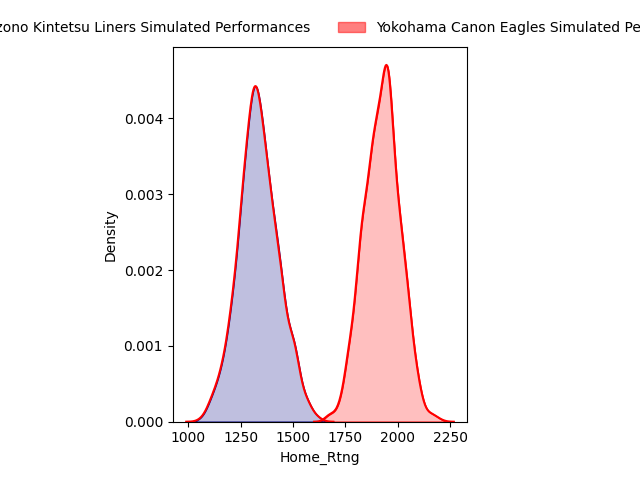 zono Kintetsu Liners Simulated Performances
Yokohama Canon Eagles Simulated Pe
0.004
0.003
0.002
0.001
0.000
Density
1000 1250 1500 1750 2000 2250
Home_Rtng